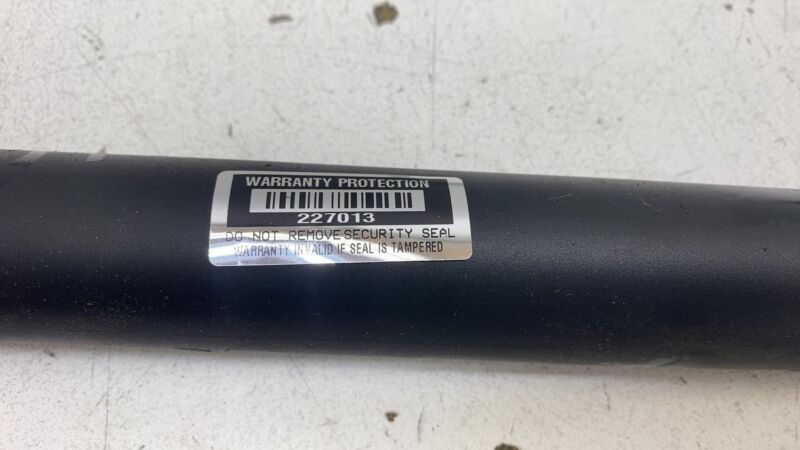 WARRANTY PROTECTION
227013
DO NOT REMOVE SECURITY SEAL
WARRANTY INVALID IF SEAL IS TAMPERED